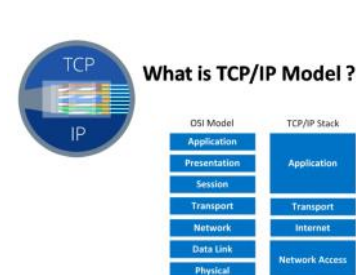 TCP
IP
What is TCP/IP Model ?
OSI Model
TCP/IP Stack
Application
Presentation
Session
Application
Transport
Transport
Network
Internet
Data Link
Physical
Network Access